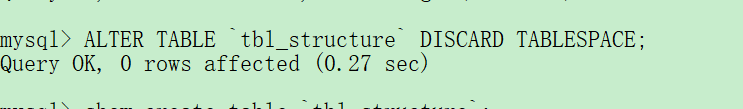 mysql> ALTER TABLE `tbl_structure` DISCARD TABLESPACE;
Query OK, 0 rows affected (0.27 sec)